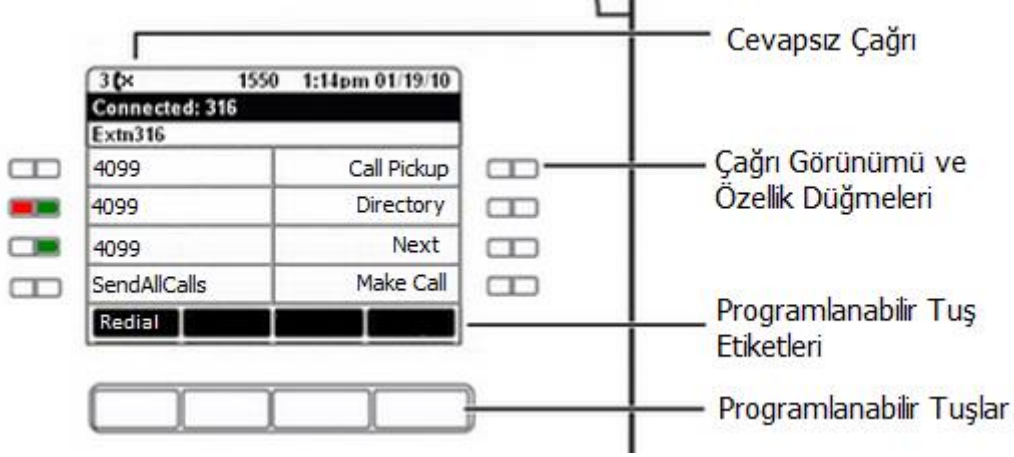 Cevapsız Çağrı
3 1550 1:14pm 01/19/10
Connected: 316
Extn316
4099 Call Pickup
4099 Directory
4099 Next
SendAllCalls Make Call
Redial
Çağrı Görünümü ve
Özellik Düğmeleri
Programlanabilir Tuş
Etiketleri
Programlanabilir Tuşlar